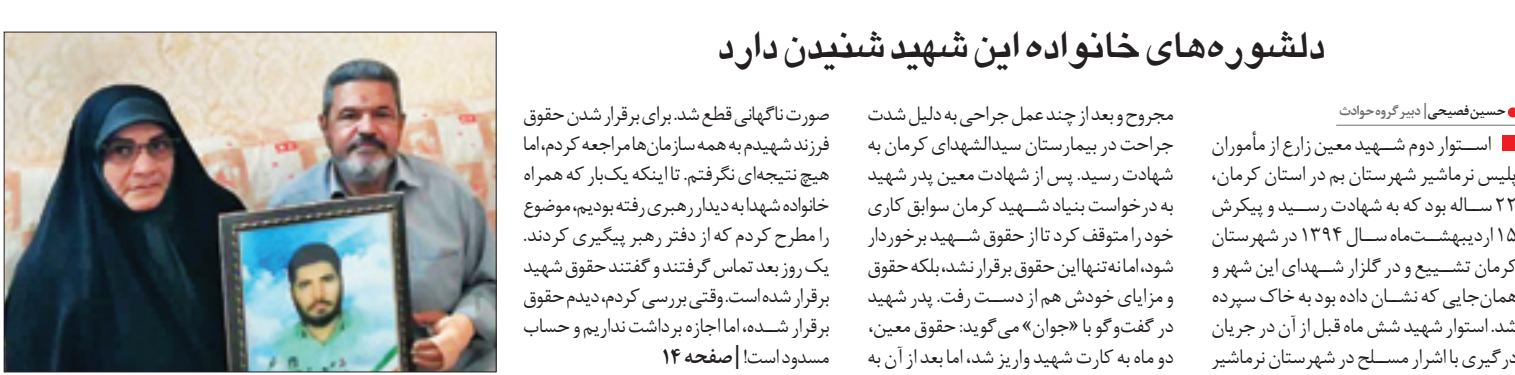 دلشوره‌های خانواده این شهید شنیدن دارد
حسین فصیحی | دبیر گروه حوادث
استوار دوم شهید معین زارع از مأموران
پلیس نرماشیر شهرستان بم در استان کرمان،
۲۲ ساله بود که به شهادت رسید و پیکرش
۱۵ اردیبهشت‌ماه سال ۱۳۹۴ در شهرستان
کرمان تشییع و در گلزار شهدای این شهر و
همان‌جایی که نشان داده بود به خاک سپرده
شد. استوار شهید شش ماه قبل از آن در جریان
درگیری با اشرار مسلح در شهرستان نرماشیر
مجروح و بعد از چند عمل جراحی به دلیل شدت
جراحت در بیمارستان سیدالشهدای کرمان به
شهادت رسید. پس از شهادت معین پدر شهید
به درخواست بنیاد شهید کرمان سوابق کاری
خود را متوقف کرد تا از حقوق شهید برخوردار
شود، اما نه‌تنها این حقوق برقرار نشد، بلکه حقوق
و مزایای خودش هم از دست رفت. پدر شهید
در گفت‌وگو با «جوان» می‌گوید: حقوق معین،
دو ماه به کارت شهید واریز شد، اما بعد از آن به
صورت ناگهانی قطع شد. برای برقرار شدن حقوق
فرزند شهیدم به همه سازمان‌ها مراجعه کردم، اما
هیچ نتیجه‌ای نگرفتم. تا اینکه یک‌بار که همراه
خانواده شهدا به دیدار رهبری رفته بودیم، موضوع
را مطرح کردم که از دفتر رهبر پیگیری کردند.
یک روز بعد تماس گرفتند و گفتند حقوق شهید
برقرار شده است. وقتی بررسی کردم، دیدم حقوق
برقرار شده، اما اجازه برداشت نداریم و حساب
مسدود است! | صفحه ۱۴